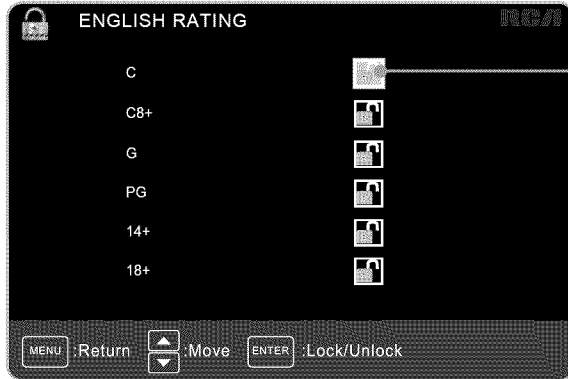 ENGLISH RATING RCA
C
C8+
G
PG
14+
18+
MENU :Return :Move ENTER :Lock/Unlock